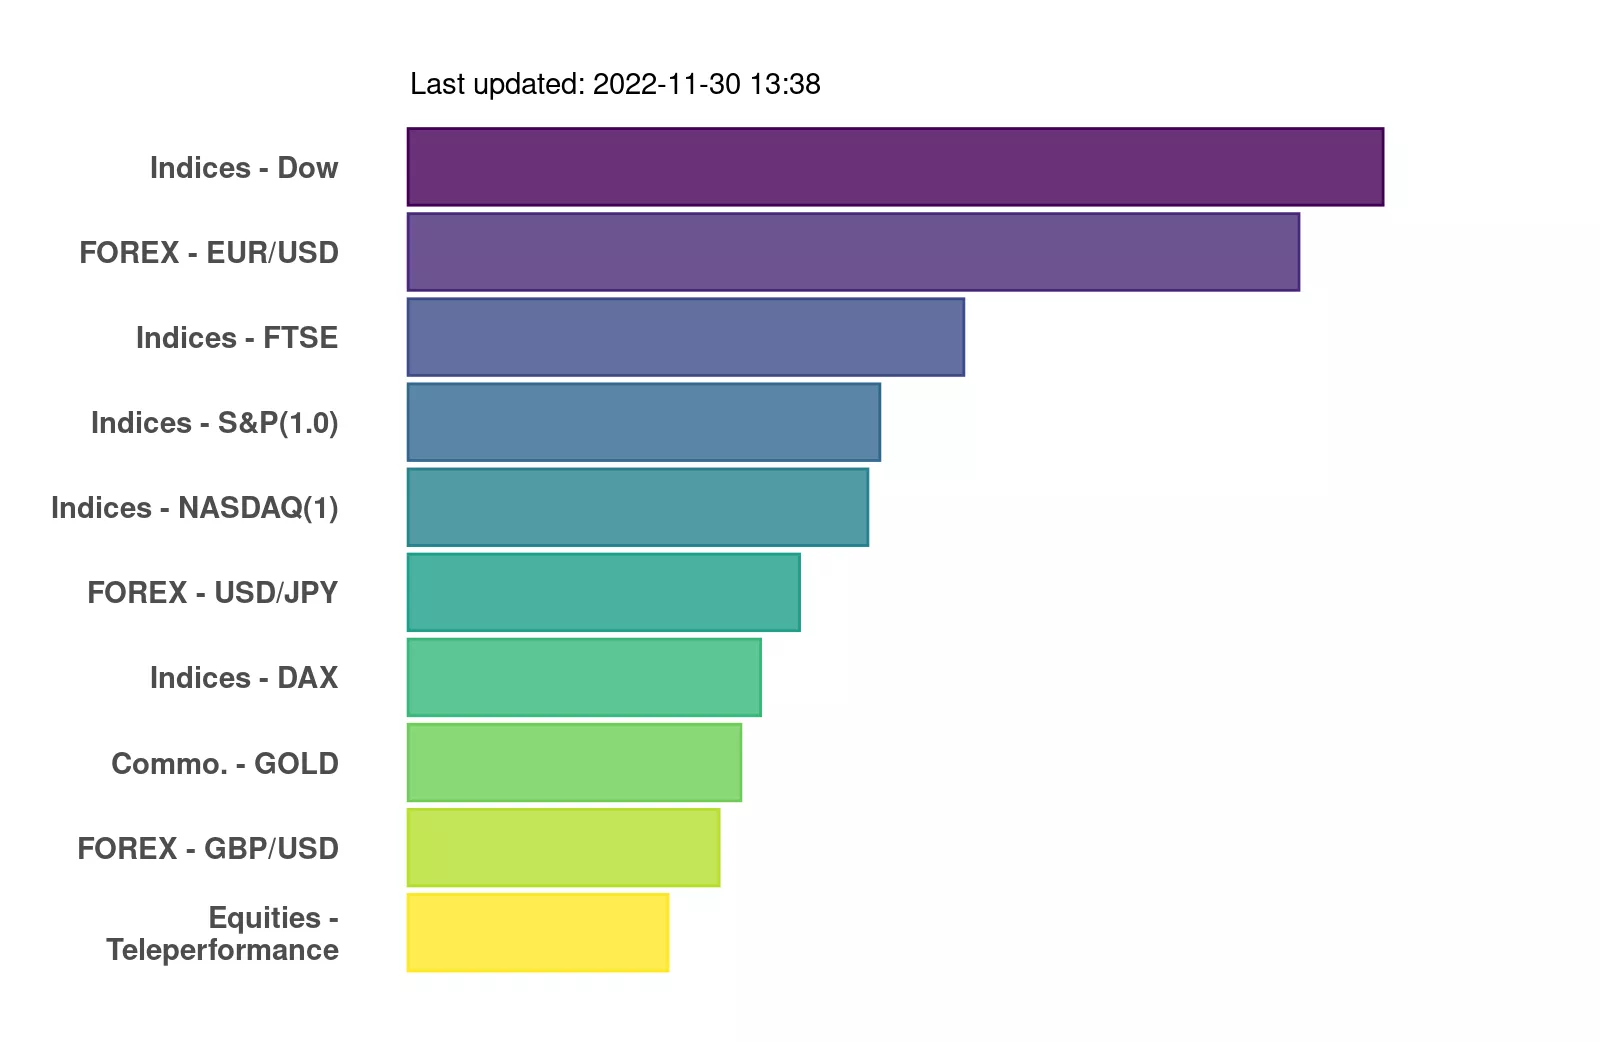 Last updated: 2022-11-30 13:38
Indices - Dow
FOREX - EUR/USD
Indices - FTSE
Indices - S&P(1.0)
Indices - NASDAQ(1)
FOREX - USD/JPY
Indices - DAX
Commo. - GOLD
FOREX - GBP/USD
Equities -
Teleperformance